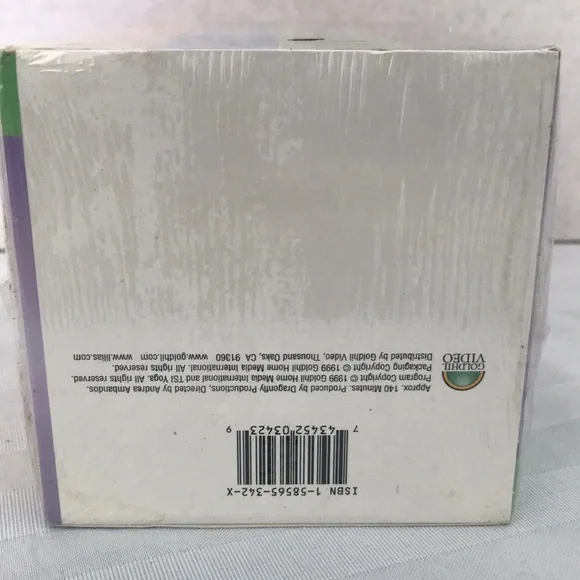 ISBN 1-58565-342-X
7 43452 03423 9
Approx. 140 Minutes. Produced by Dragonfly Productions, Directed by Andrea Ambandos.
Program Copyright © 1999 Goldhil Home Media International and TSI Yoga. All rights reserved.
Packaging Copyright © 1999 Goldhil Home Media International. All rights reserved.
Distributed by Goldhil Video, Thousand Oaks, CA 91360 www.goldhil.com www.lilias.com
GOLDHIL
VIDEO